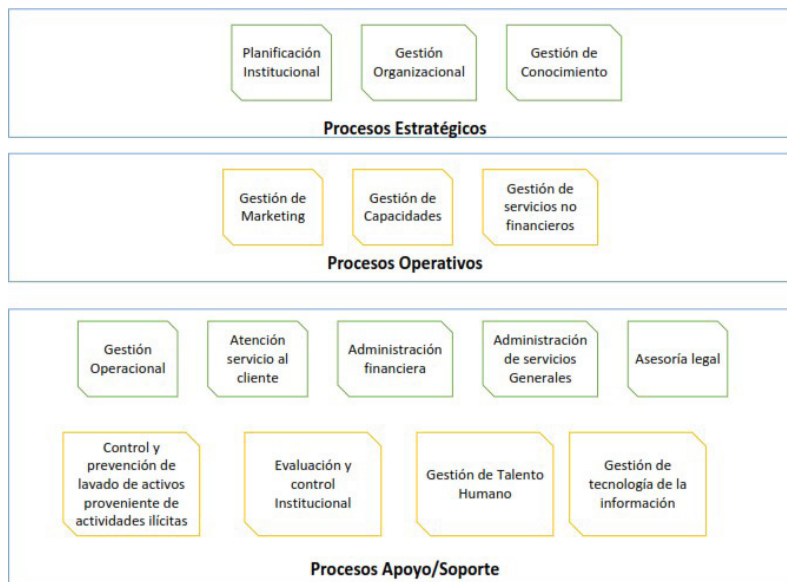 Planificación
Institucional
Gestión
Organizacional
Gestión de
Conocimiento
Procesos Estratégicos
Gestión de
Marketing
Gestión de
Capacidades
Gestión de
servicios no
financieros
Procesos Operativos
Gestión
Operacional
Atención
servicio al
cliente
Administración
financiera
Administración
de servicios
Generales
Asesoría legal
Control y
prevención de
lavado de activos
proveniente de
actividades ilícitas
Evaluación y
control
Institucional
Gestión de Talento
Humano
Gestión de
tecnología de la
información
Procesos Apoyo/Soporte